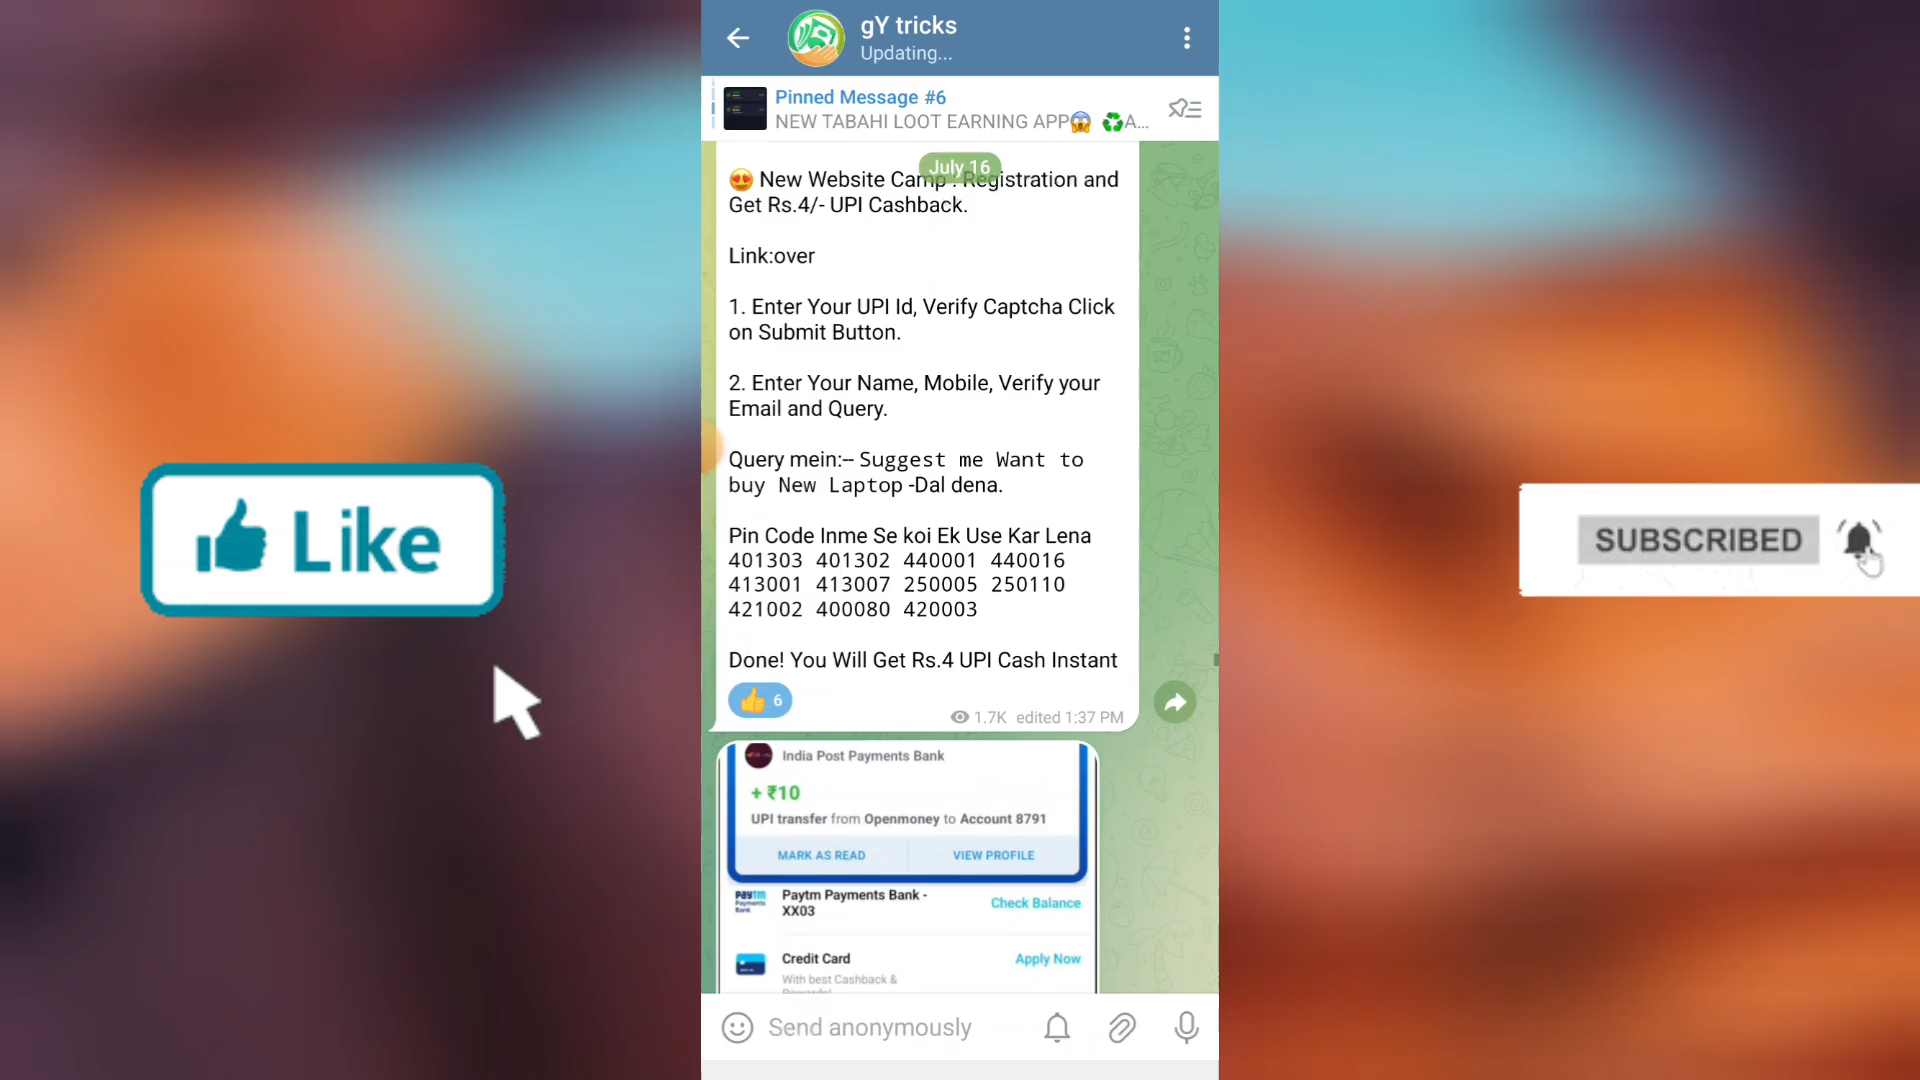 gY tricks
Updating...
Pinned Message #6
NEW TABAHI LOOT EARNING APP😱 ♻️A...
July 16
😍 New Website Camp : Registration and
Get Rs.4/- UPI Cashback.
Link:over
1. Enter Your UPI Id, Verify Captcha Click
on Submit Button.
2. Enter Your Name, Mobile, Verify your
Email and Query.
Query mein:-- Suggest me Want to
buy New Laptop -Dal dena.
Pin Code Inme Se koi Ek Use Kar Lena
401303 401302 440001 440016
413001 413007 250005 250110
421002 400080 420003
Done! You Will Get Rs.4 UPI Cash Instant
👍 6
1.7K edited 1:37 PM
India Post Payments Bank
+ ₹10
UPI transfer from Openmoney to Account 8791
MARK AS READ VIEW PROFILE
Paytm Payments Bank
Paytm Payments Bank -
XX03
Check Balance
Credit Card
Apply Now
With best Cashback &
Rewards!
Send anonymously
Like
SUBSCRIBED